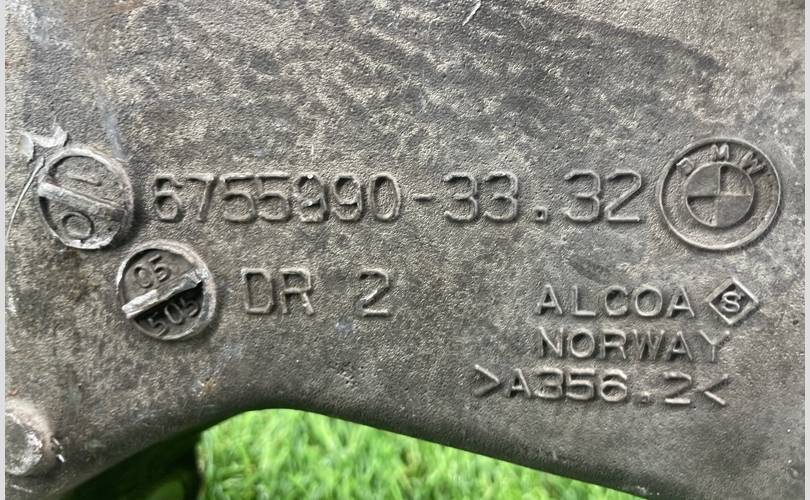 6755990-33.32
BMW
05
505
DR 2
ALCOA S
NORWAY
>A356.2<